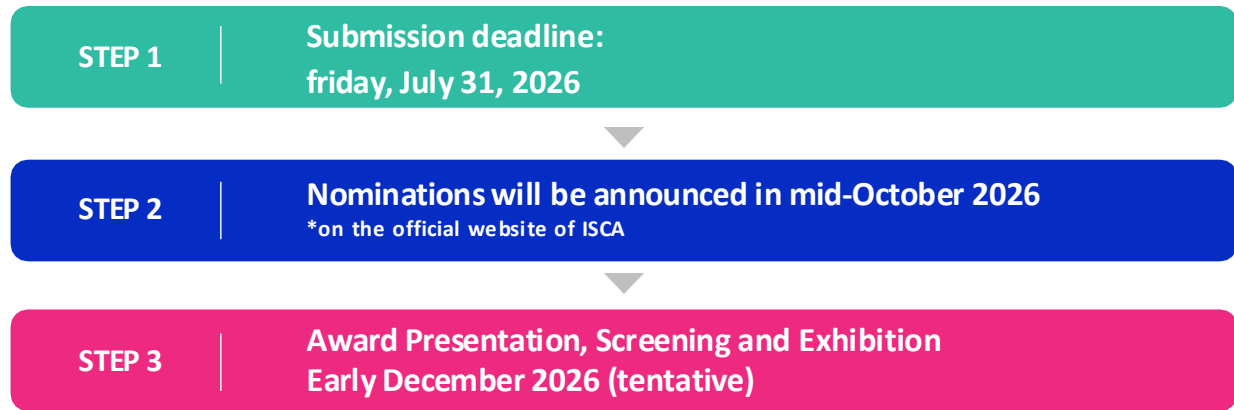 STEP 1
Submission deadline:
friday, July 31, 2026
STEP 2
Nominations will be announced in mid-October 2026
*on the official website of ISCA
STEP 3
Award Presentation, Screening and Exhibition
Early December 2026 (tentative)